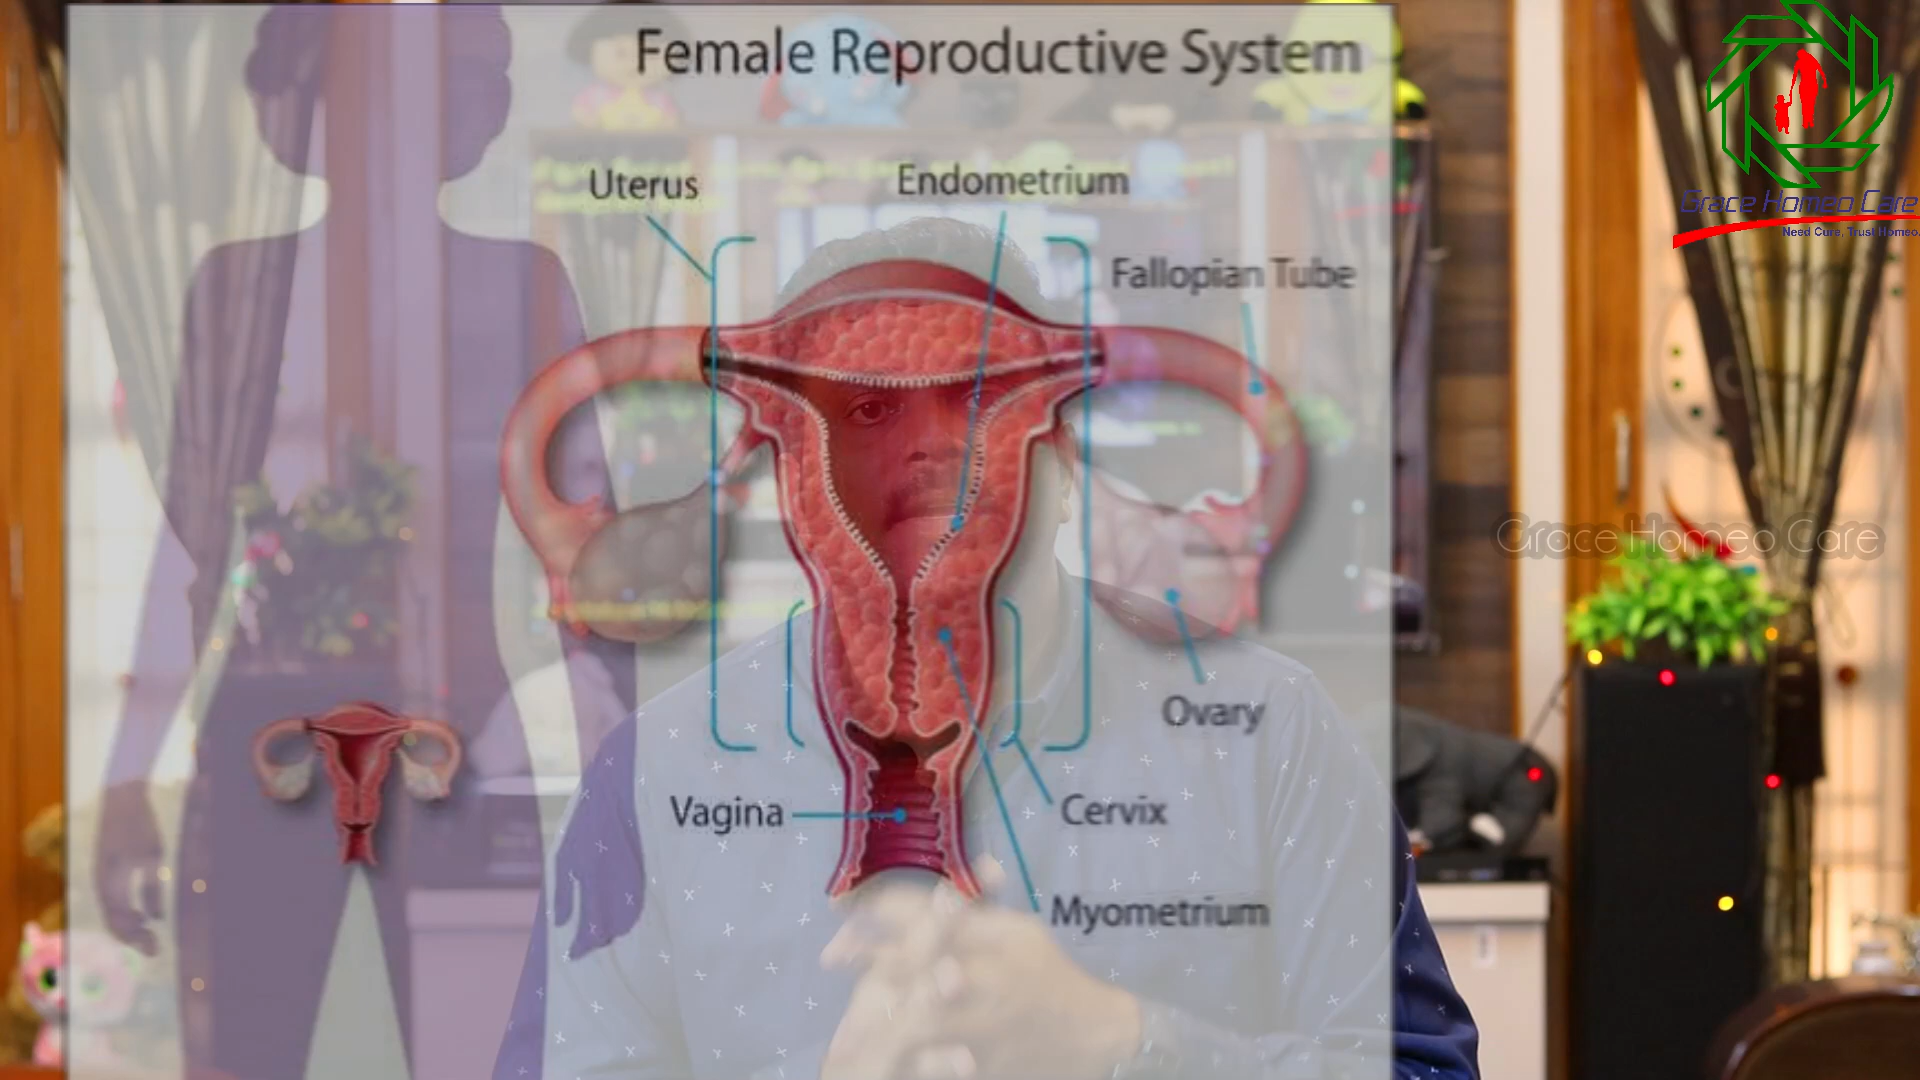 Female Reproductive System
Uterus
Endometrium
Fallopian Tube
Ovary
Vagina
Cervix
Myometrium
Grace Homeo Care
Need Cure, Trust Homeo.
Grace Homeo Care